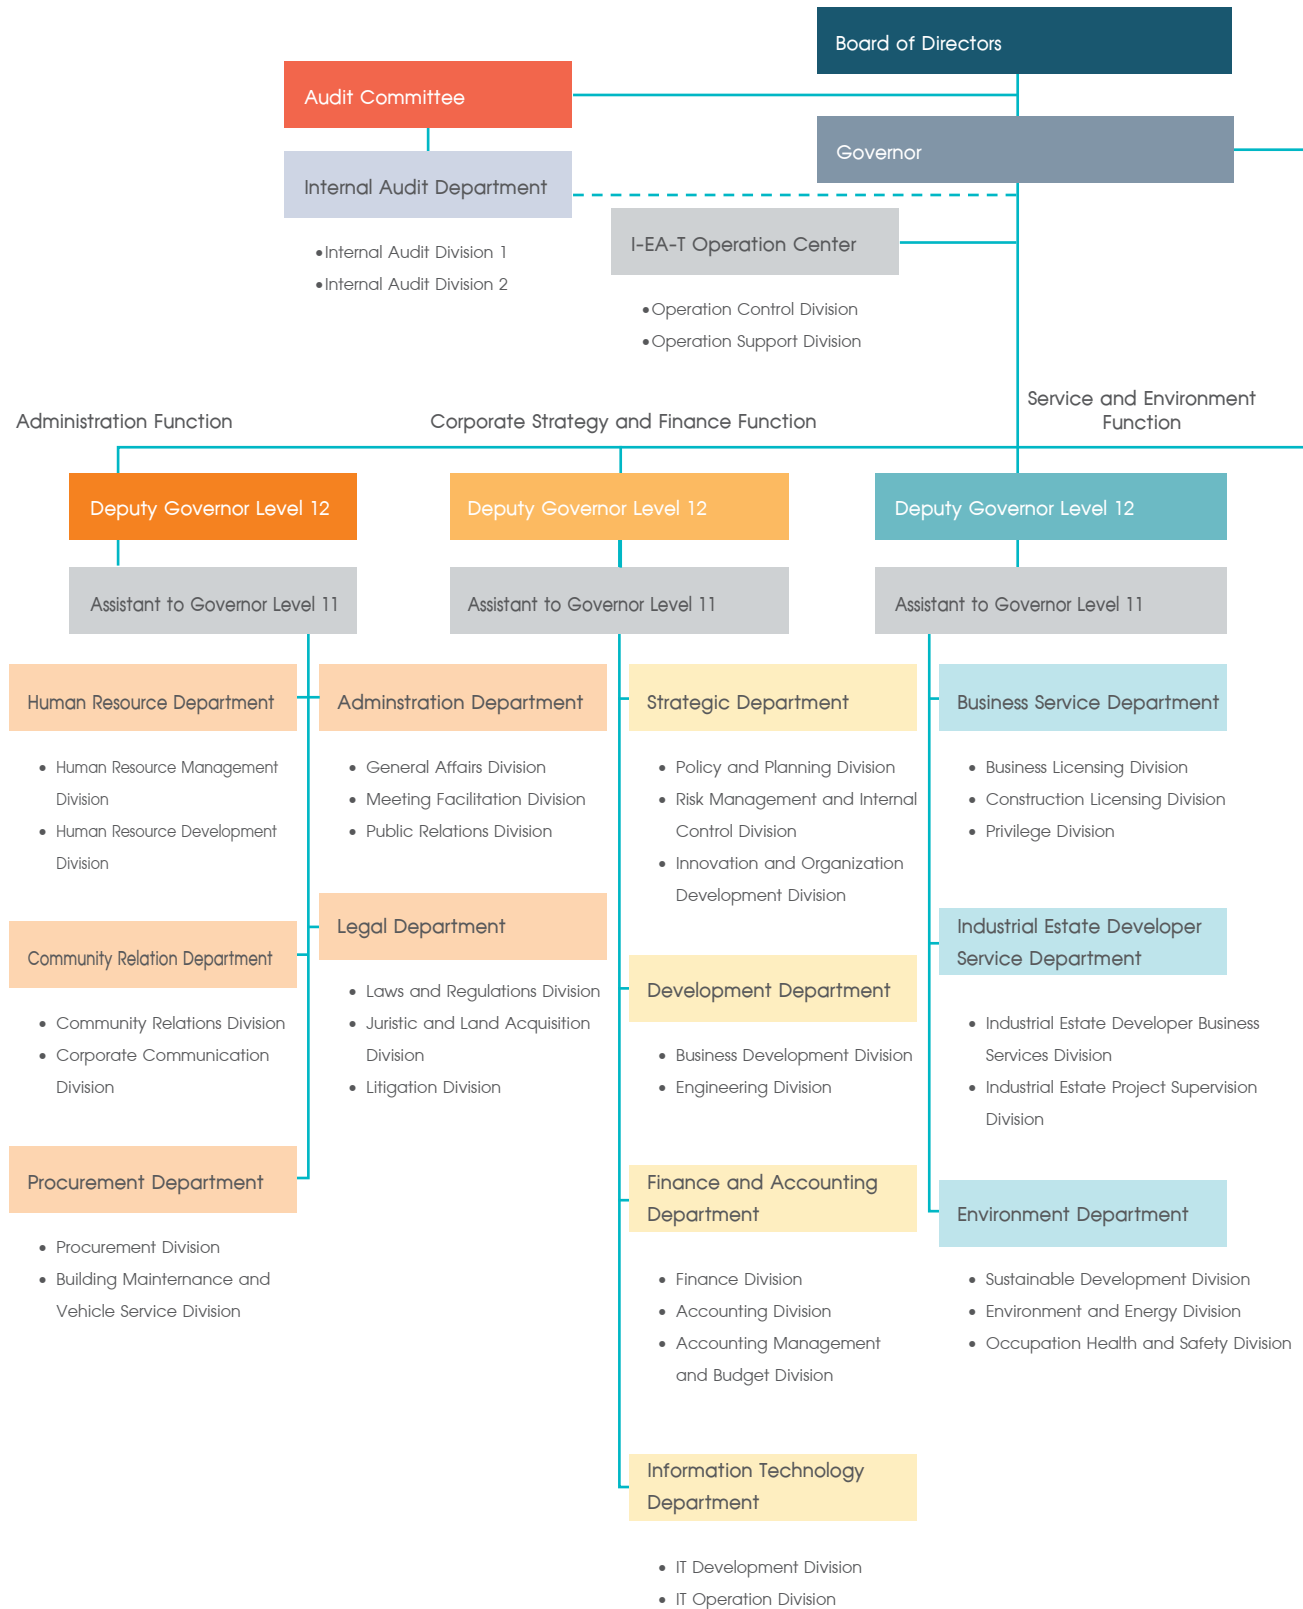 Board of Directors
Audit Committee
Governor
Internal Audit Department
•Internal Audit Division 1
•Internal Audit Division 2
I-EA-T Operation Center
•Operation Control Division
•Operation Support Division
Administration Function
Corporate Strategy and Finance Function
Service and Environment
Function
Deputy Governor Level 12
Assistant to Governor Level 11
Human Resource Department
• Human Resource Management
Division
• Human Resource Development
Division
Community Relation Department
• Community Relations Division
• Corporate Communication
Division
Procurement Department
• Procurement Division
• Building Mainternance and
Vehicle Service Division
Adminstration Department
• General Affairs Division
• Meeting Facilitation Division
• Public Relations Division
Legal Department
• Laws and Regulations Division
• Juristic and Land Acquisition
Division
• Litigation Division
Deputy Governor Level 12
Assistant to Governor Level 11
Strategic Department
• Policy and Planning Division
• Risk Management and Internal
Control Division
• Innovation and Organization
Development Division
Development Department
• Business Development Division
• Engineering Division
Finance and Accounting
Department
• Finance Division
• Accounting Division
• Accounting Management
and Budget Division
Information Technology
Department
• IT Development Division
• IT Operation Division
Deputy Governor Level 12
Assistant to Governor Level 11
Business Service Department
• Business Licensing Division
• Construction Licensing Division
• Privilege Division
Industrial Estate Developer
Service Department
• Industrial Estate Developer Business
Services Division
• Industrial Estate Project Supervision
Division
Environment Department
• Sustainable Development Division
• Environment and Energy Division
• Occupation Health and Safety Division